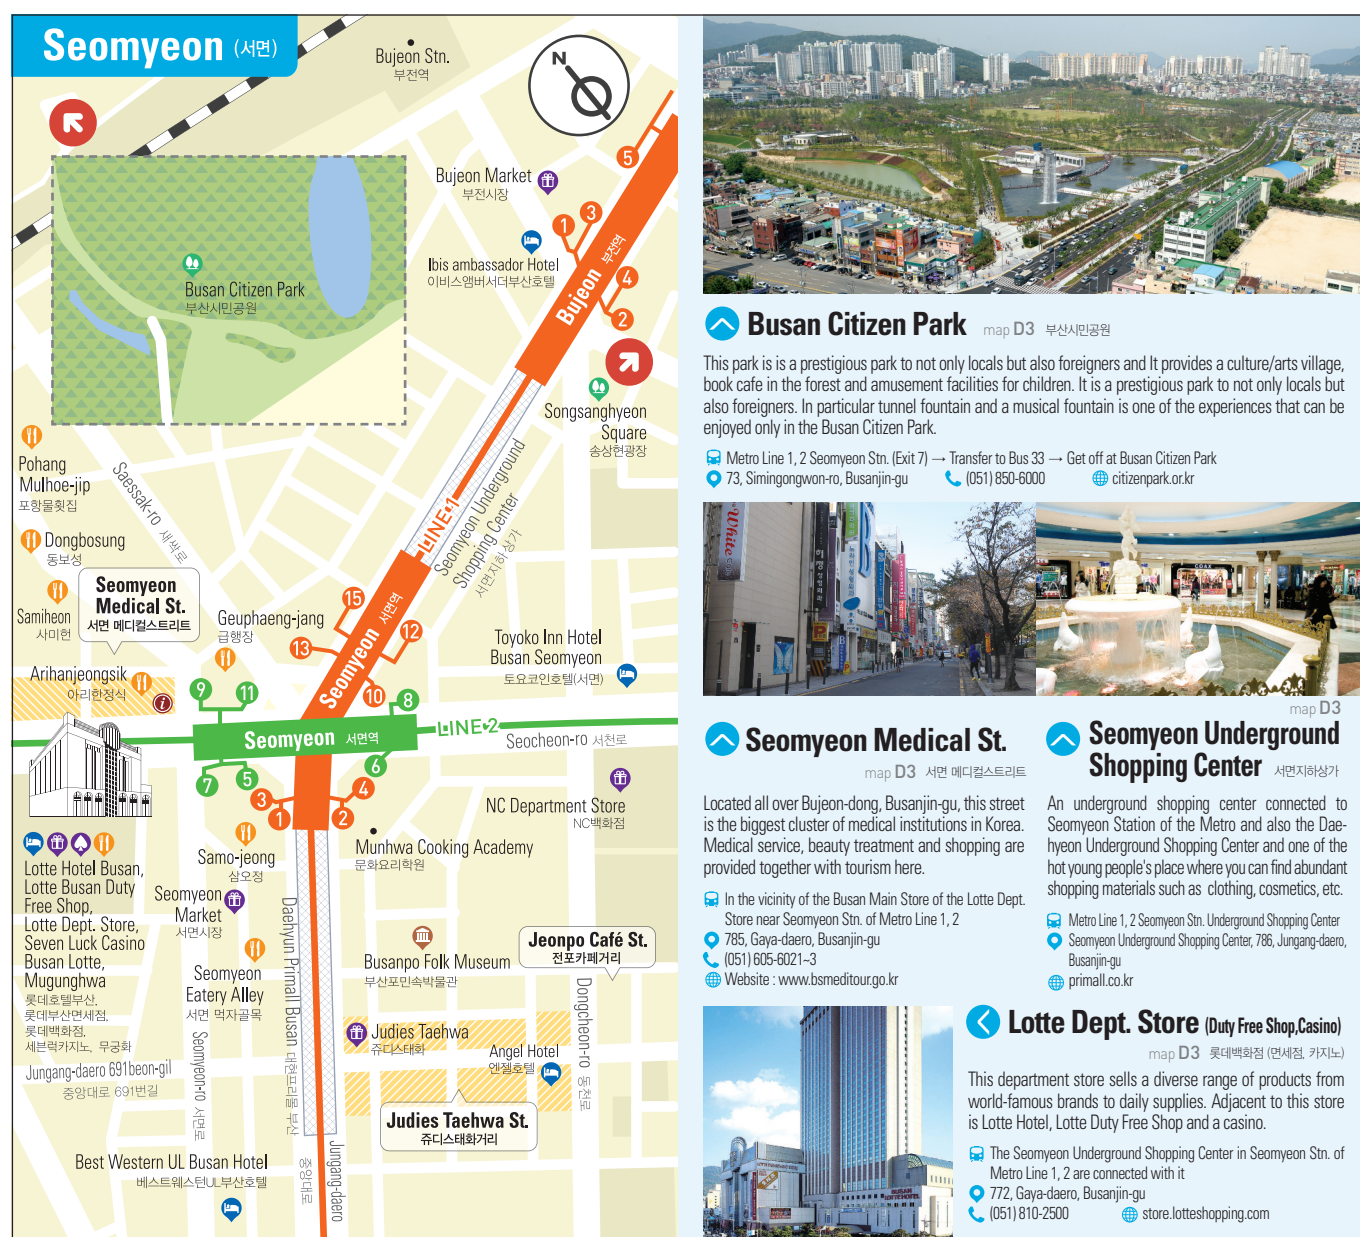 Seomyeon (서면)
Bujeon Stn.
부전역
N
5
Bujeon Market
부전시장
1
3
Ibis ambassador Hotel
이비스앰버서더부산호텔
Bujeon 부전역
4
2
Busan Citizen Park
부산시민공원
Songsanghyeon
Square
송상현광장
Pohang
Mulhoe-jip
포항물횟집
Saessak-ro 새싹로
LINE-1
Seomyeon Underground
Shopping Center
서면지하상가
Dongbosung
동보성
Seomyeon
Medical St.
서면 메디컬스트리트
Samiheon
사미헌
Geuphaeng-jang
급행장
15
12
13
10
Seomyeon 서면역
Toyoko Inn Hotel
Busan Seomyeon
토요코인호텔(서면)
Arihanjeongsik
아리한정식
i
9
11
8
Seomyeon 서면역
LINE-2
Seocheon-ro 서천로
7
5
6
3
4
1
2
NC Department Store
NC백화점
Munhwa Cooking Academy
문화요리학원
Samo-jeong
삼오정
Lotte Hotel Busan,
Lotte Busan Duty
Free Shop,
Lotte Dept. Store,
Seven Luck Casino
Busan Lotte,
Mugunghwa
롯데호텔부산,
롯데부산면세점,
롯데백화점,
세븐럭카지노, 무궁화
Seomyeon
Market
서면시장
Seomyeon
Eatery Alley
서면 먹자골목
Daehyun Primall Busan 대현프리몰 부산
Busanpo Folk Museum
부산포민속박물관
Jeonpo Café St.
전포카페거리
Dongcheon-ro 동천로
Judies Taehwa
쥬디스태화
Angel Hotel
엔젤호텔
Jungang-daero 691beon-gil
중앙대로 691번길
Seomyeon-ro 서면로
Judies Taehwa St.
쥬디스태화거리
Jungang-daero
중앙대로
Best Western UL Busan Hotel
베스트웨스턴UL부산호텔
Busan Citizen Park map D3 부산시민공원
This park is is a prestigious park to not only locals but also foreigners and It provides a culture/arts village,
book cafe in the forest and amusement facilities for children. It is a prestigious park to not only locals but
also foreigners. In particular tunnel fountain and a musical fountain is one of the experiences that can be
enjoyed only in the Busan Citizen Park.
Metro Line 1, 2 Seomyeon Stn. (Exit 7) → Transfer to Bus 33 → Get off at Busan Citizen Park
73, Simingongwon-ro, Busanjin-gu (051) 850-6000 citizenpark.or.kr
White
COAX
Seomyeon Medical St.
map D3 서면 메디컬스트리트
Located all over Bujeon-dong, Busanjin-gu, this street
is the biggest cluster of medical institutions in Korea.
Medical service, beauty treatment and shopping are
provided together with tourism here.
In the vicinity of the Busan Main Store of the Lotte Dept.
Store near Seomyeon Stn. of Metro Line 1, 2
785, Gaya-daero, Busanjin-gu
(051) 605-6021~3
Website : www.bsmeditour.go.kr
map D3
Seomyeon Underground
Shopping Center 서면지하상가
An underground shopping center connected to
Seomyeon Station of the Metro and also the Dae-
hyeon Underground Shopping Center and one of the
hot young people's place where you can find abundant
shopping materials such as clothing, cosmetics, etc.
Metro Line 1, 2 Seomyeon Stn. Underground Shopping Center
Seomyeon Underground Shopping Center, 786, Jungang-daero,
Busanjin-gu
primall.co.kr
BUSAN
LOTTE HOTEL
Lotte Dept. Store (Duty Free Shop,Casino)
map D3 롯데백화점 (면세점, 카지노)
This department store sells a diverse range of products from
world-famous brands to daily supplies. Adjacent to this store
is Lotte Hotel, Lotte Duty Free Shop and a casino.
The Seomyeon Underground Shopping Center in Seomyeon Stn. of
Metro Line 1, 2 are connected with it
772, Gaya-daero, Busanjin-gu
(051) 810-2500 store.lotteshopping.com